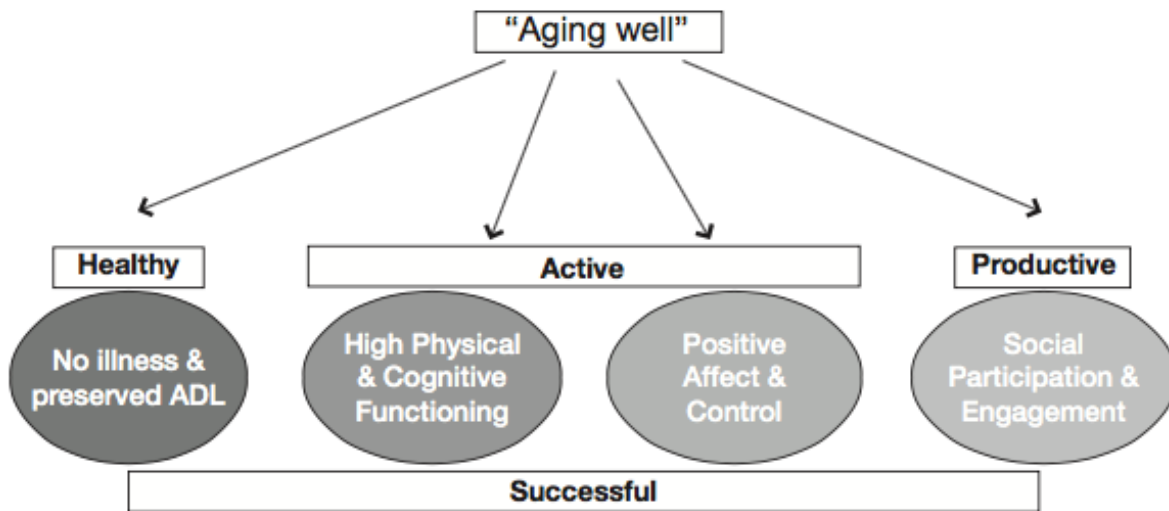 “Aging well”
Healthy
Active
Productive
No illness &
preserved ADL
High Physical
& Cognitive
Functioning
Positive
Affect &
Control
Social
Participation &
Engagement
Successful